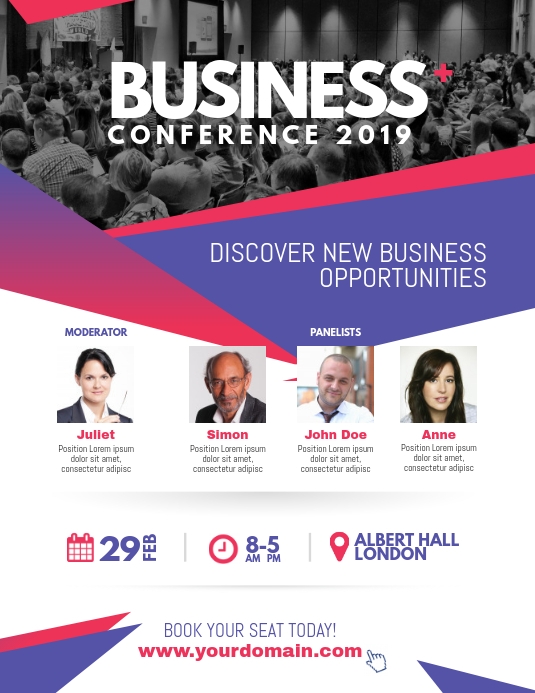 BUSINESS+
CONFERENCE 2019
DISCOVER NEW BUSINESS
OPPORTUNITIES
MODERATOR
PANELISTS
Juliet
Position Lorem ipsum
dolor sit amet,
consectetur adipisc
Simon
Position Lorem ipsum
dolor sit amet,
consectetur adipisc
John Doe
Position Lorem ipsum
dolor sit amet,
consectetur adipisc
Anne
Position Lorem ipsum
dolor sit amet,
consectetur adipisc
29 FEB
8-5
AM PM
ALBERT HALL
LONDON
BOOK YOUR SEAT TODAY!
www.yourdomain.com